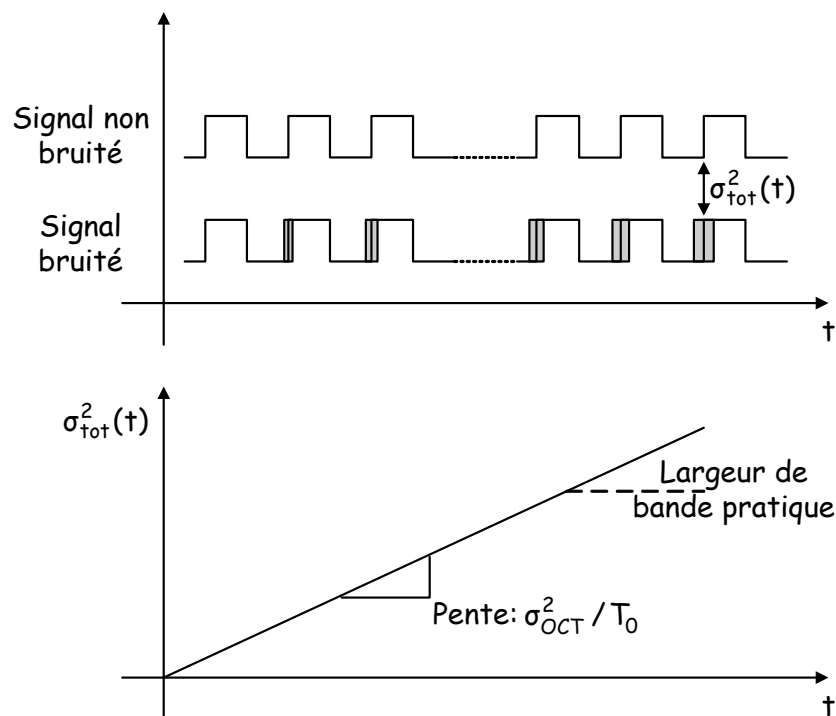 Signal non
bruité
σ²tot(t)
Signal
bruité
t
σ²tot(t)
Largeur de
bande pratique
Pente: σ²OCT / T0
t